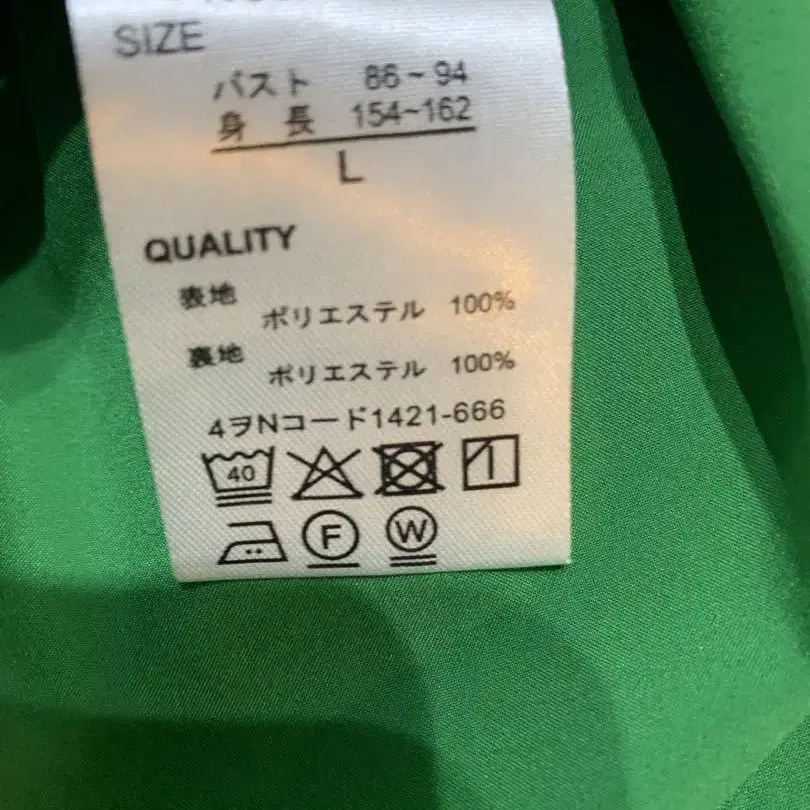 SIZE
バスト 86~94
身長 154~162
L
QUALITY
表地
ポリエステル 100%
裏地
ポリエステル 100%
4ヲNコード1421-666
40
F
W